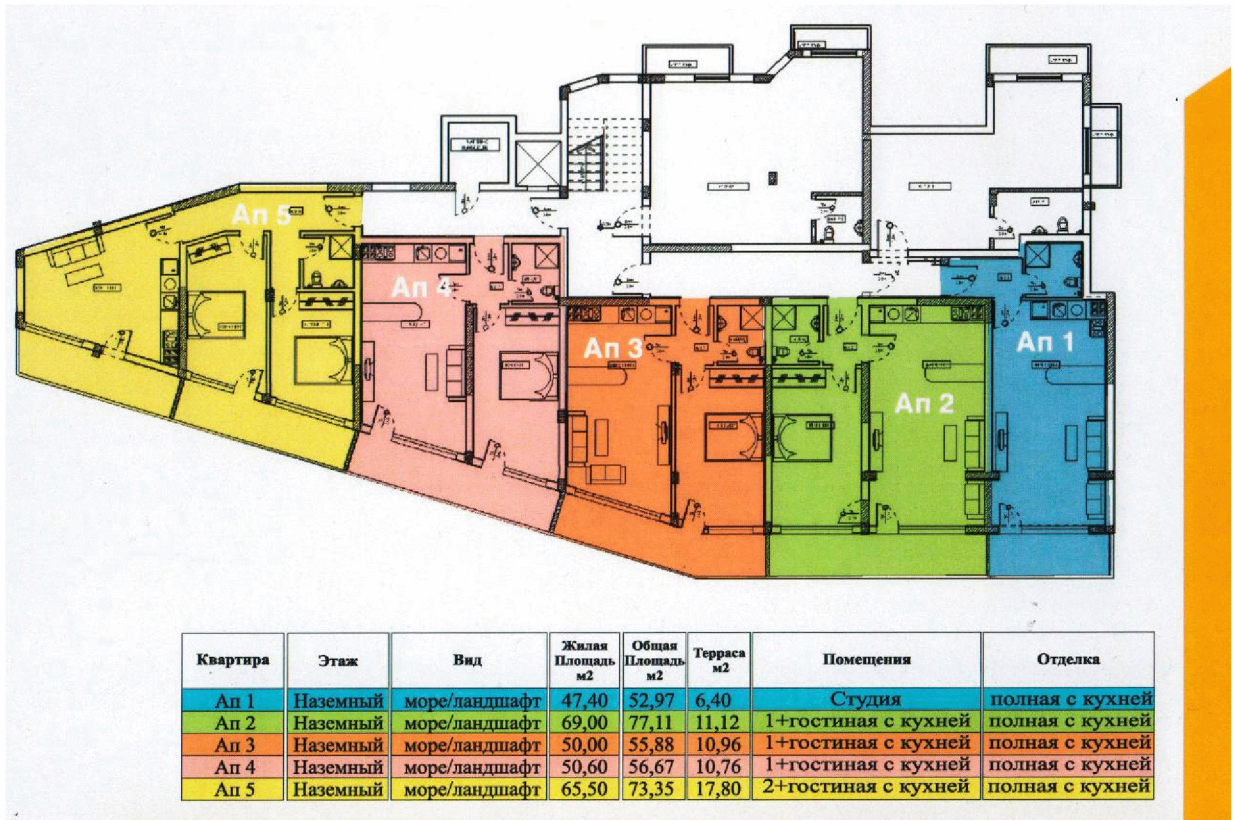 Ап 5
Ап 4
Ап 3
Ап 2
Ап 1
Квартира Этаж Вид Жилая Площадь м2 Общая Площадь м2 Терраса м2 Помещения Отделка
Ап 1 Наземный море/ландшафт 47,40 52,97 6,40 Студия полная с кухней
Ап 2 Наземный море/ландшафт 69,00 77,11 11,12 1+гостиная с кухней полная с кухней
Ап 3 Наземный море/ландшафт 50,00 55,88 10,96 1+гостиная с кухней полная с кухней
Ап 4 Наземный море/ландшафт 50,60 56,67 10,76 1+гостиная с кухней полная с кухней
Ап 5 Наземный море/ландшафт 65,50 73,35 17,80 2+гостиная с кухней полная с кухней